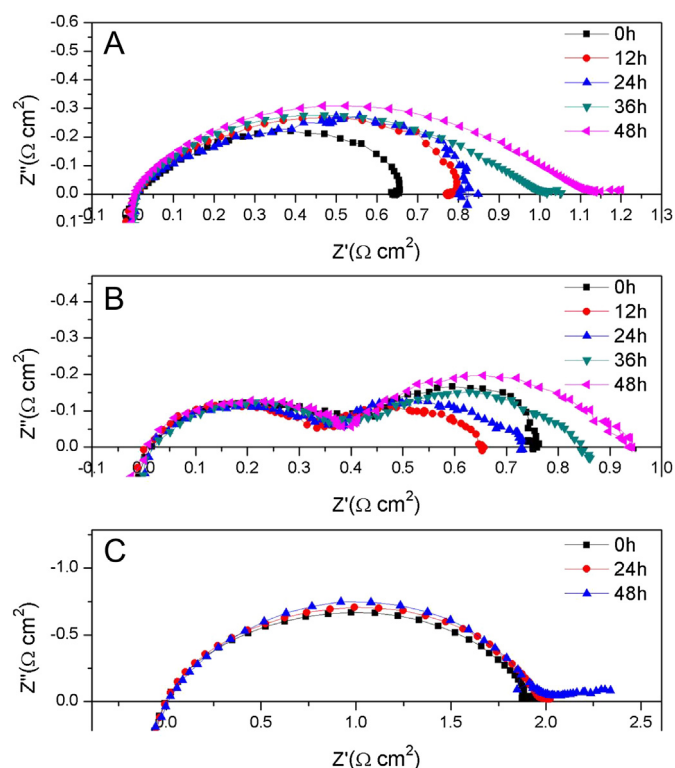 A
0h
12h
24h
36h
48h
-0.6
-0.5
-0.4
-0.3
-0.2
-0.1
0.0
0.1
Z''(Ω cm²)
-0.1 0.0 0.1 0.2 0.3 0.4 0.5 0.6 0.7 0.8 0.9 1.0 1.1 1.2 1.3
Z'(Ω cm²)
B
0h
12h
24h
36h
48h
-0.4
-0.3
-0.2
-0.1
0.0
Z''(Ω cm²)
-0.1 0.0 0.1 0.2 0.3 0.4 0.5 0.6 0.7 0.8 0.9 1.0
Z'(Ω cm²)
C
0h
24h
48h
-1.0
-0.5
0.0
Z''(Ω cm²)
0.0 0.5 1.0 1.5 2.0 2.5
Z'(Ω cm²)